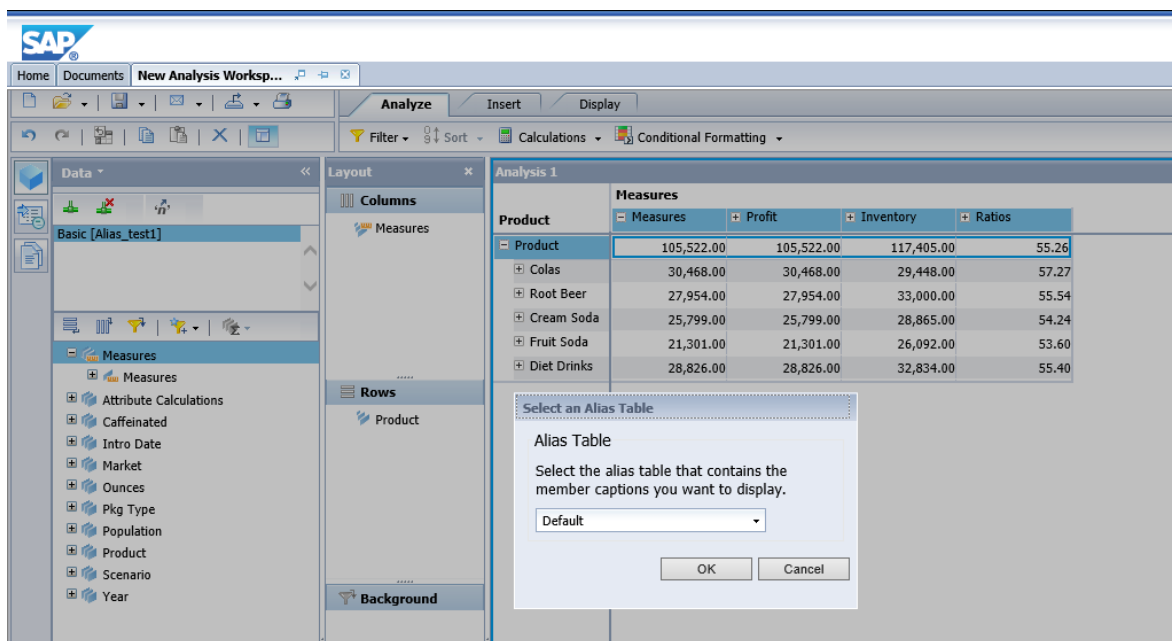 SAP®
Home Documents New Analysis Worksp...
Analyze Insert Display
Filter Sort Calculations Conditional Formatting
Data
Basic [Alias_test1]
Measures
Measures
Attribute Calculations
Caffeinated
Intro Date
Market
Ounces
Pkg Type
Population
Product
Scenario
Year
Layout
Columns
Measures
Rows
Product
Background
Analysis 1
Measures
Product Measures Profit Inventory Ratios
Product 105,522.00 105,522.00 117,405.00 55.26
Colas 30,468.00 30,468.00 29,448.00 57.27
Root Beer 27,954.00 27,954.00 33,000.00 55.54
Cream Soda 25,799.00 25,799.00 28,865.00 54.24
Fruit Soda 21,301.00 21,301.00 26,092.00 53.60
Diet Drinks 28,826.00 28,826.00 32,834.00 55.40
Select an Alias Table
Alias Table
Select the alias table that contains the
member captions you want to display.
Default
OK Cancel